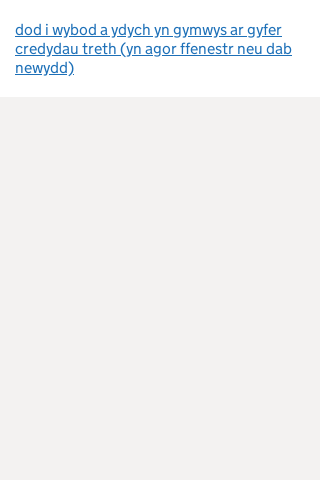 dod i wybod a ydych yn gymwys ar gyfer
credydau treth (yn agor ffenestr neu dab
newydd)